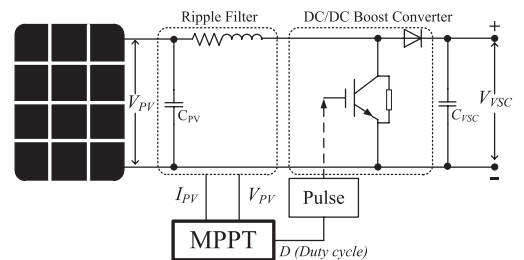 Ripple Filter
DC/DC Boost Converter
+
V_PV
C_PV
C_VSC
V_VSC
-
I_PV
V_PV
Pulse
MPPT
D (Duty cycle)